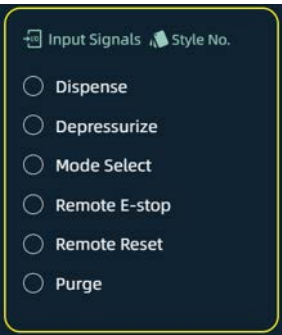 Input Signals Style No.
Dispense
Depressurize
Mode Select
Remote E-stop
Remote Reset
Purge